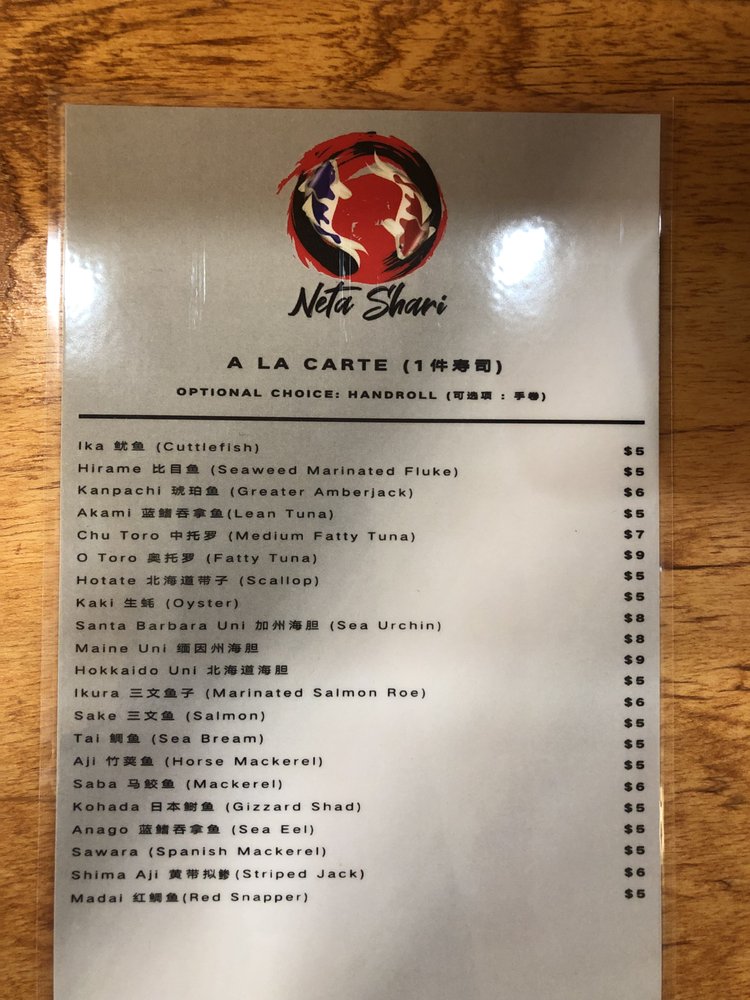 Neta Shari
A LA CARTE (1件寿司)
OPTIONAL CHOICE: HANDROLL (可选项 : 手卷)
Ika 鱿鱼 (Cuttlefish)
Hirame 比目鱼 (Seaweed Marinated Fluke)
Kanpachi 琥珀鱼 (Greater Amberjack)
Akami 蓝鳍吞拿鱼(Lean Tuna)
Chu Toro 中托罗 (Medium Fatty Tuna)
O Toro 奥托罗 (Fatty Tuna)
Hotate 北海道带子 (Scallop)
Kaki 生蚝 (Oyster)
Santa Barbara Uni 加州海胆 (Sea Urchin)
Maine Uni 缅因州海胆
Hokkaido Uni 北海道海胆
Ikura 三文鱼子 (Marinated Salmon Roe)
Sake 三文鱼 (Salmon)
Tai 鲷鱼 (Sea Bream)
Aji 竹荚鱼 (Horse Mackerel)
Saba 马鲛鱼 (Mackerel)
Kohada 日本鰶鱼 (Gizzard Shad)
Anago 蓝鳍吞拿鱼 (Sea Eel)
Sawara (Spanish Mackerel)
Shima Aji 黄带拟鲹(Striped Jack)
Madai 红鲷鱼(Red Snapper)
$5
$5
$6
$5
$7
$9
$5
$5
$8
$8
$9
$5
$6
$5
$5
$5
$6
$5
$5
$5
$6
$5